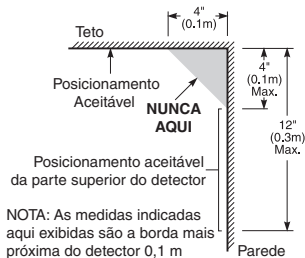 4"
(0.1m)
Teto
Posicionamento
Aceitável
NUNCA
AQUI
4"
(0.1m)
Max.
12"
(0.3m)
Max.
Posicionamento aceitável
da parte superior do detector
NOTA: As medidas indicadas
aqui exibidas são a borda mais
próxima do detector 0,1 m
Parede